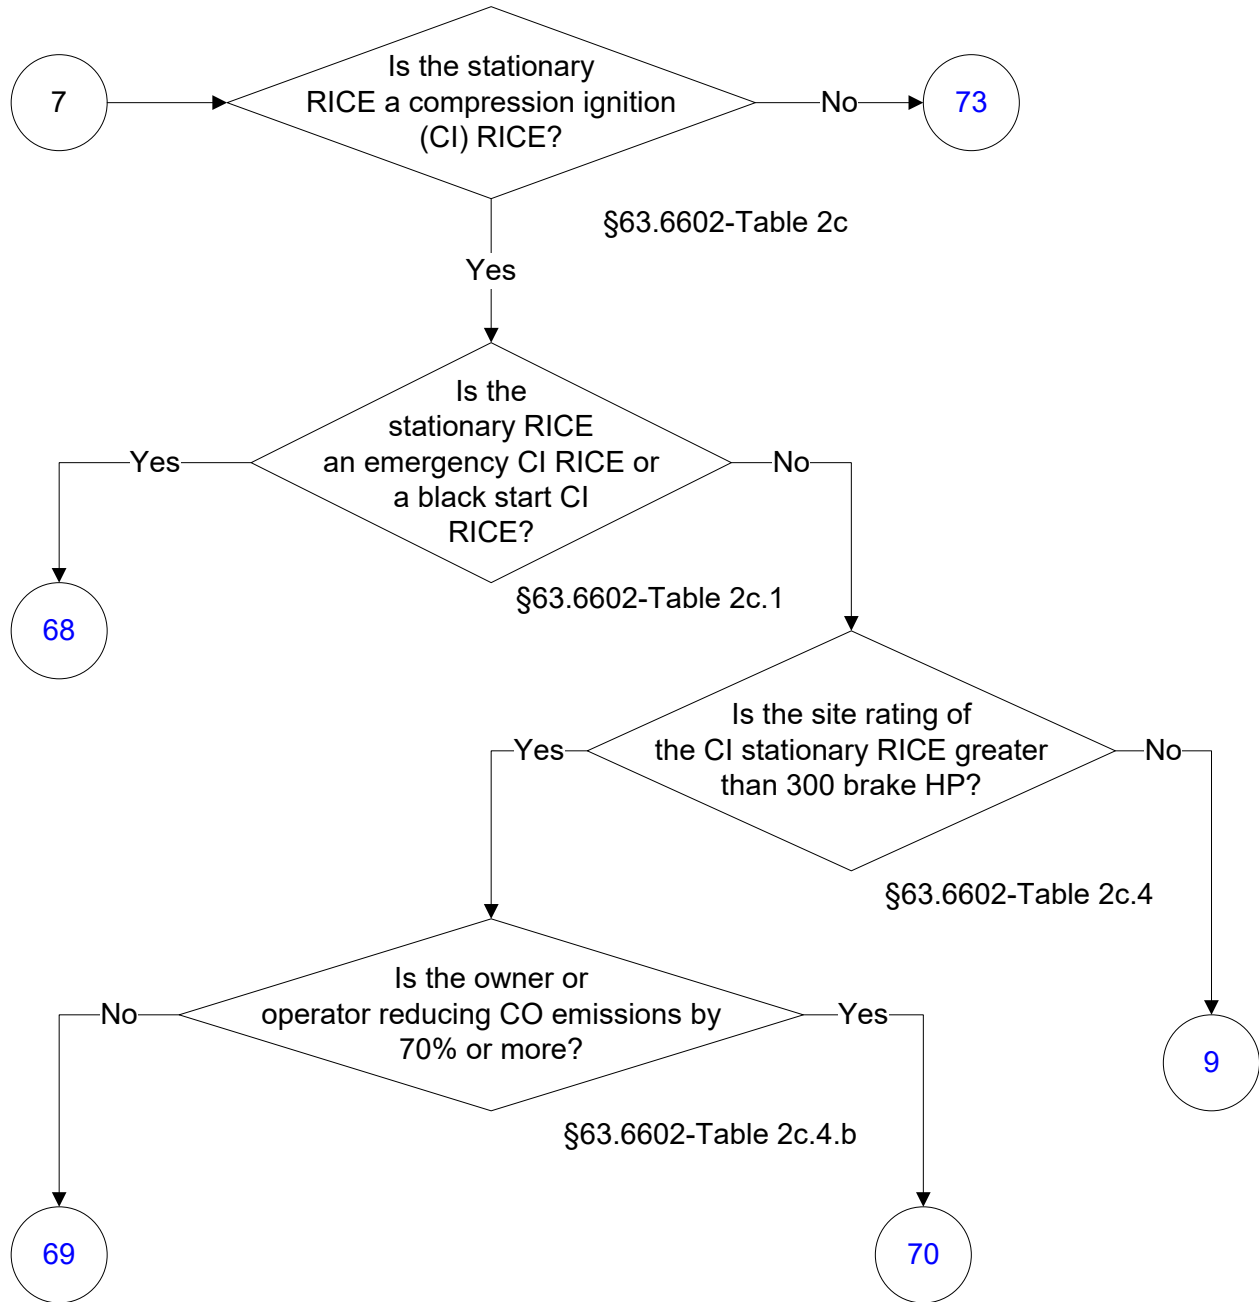 7
Is the stationary
RICE a compression ignition
(CI) RICE?
No
73
§63.6602-Table 2c
Yes
Is the
stationary RICE
an emergency CI RICE or
a black start CI
RICE?
Yes
No
68
§63.6602-Table 2c.1
Is the site rating of
the CI stationary RICE greater
than 300 brake HP?
Yes
No
§63.6602-Table 2c.4
Is the owner or
operator reducing CO emissions by
70% or more?
No
Yes
9
§63.6602-Table 2c.4.b
69
70